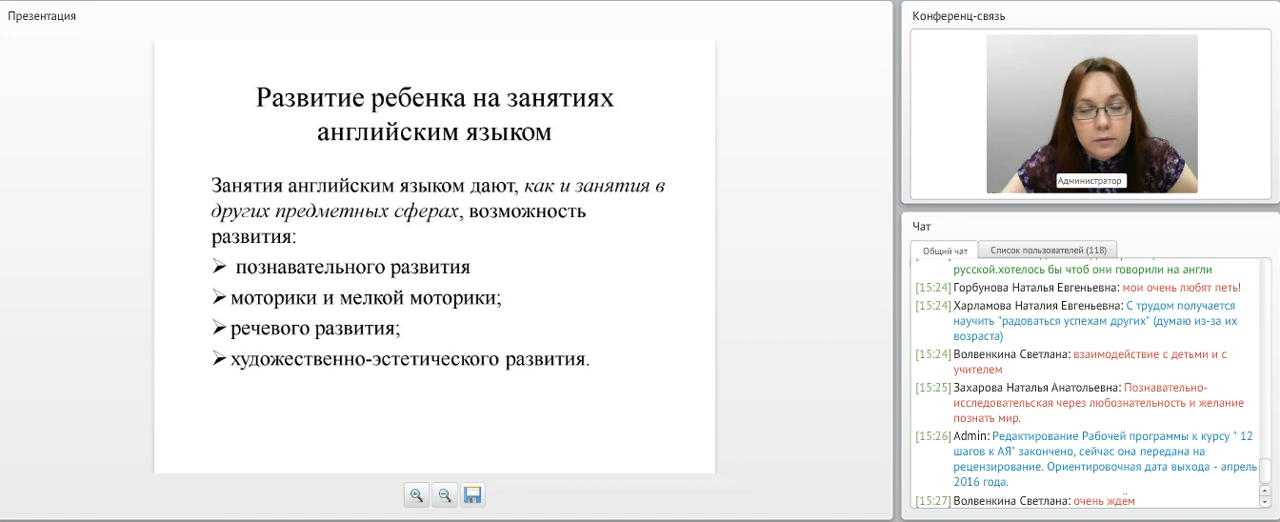 Презентация
Развитие ребенка на занятиях
английским языком
Занятия английским языком дают, как и занятия в
других предметных сферах, возможность
развития:
познавательного развития
моторики и мелкой моторики;
речевого развития;
художественно-эстетического развития.
Конференц-связь
Администратор
Чат
Общий чат
Список пользователей (118)
русской.хотелось бы чтоб они говорили на англи
[15:24] Горбунова Наталья Евгеньевна: мои очень любят петь!
[15:24] Харламова Наталия Евгеньевна: С трудом получается
научить "радоваться успехам других" (думаю из-за их
возраста)
[15:24] Волвенкина Светлана: взаимодействие с детьми и с
учителем
[15:25] Захарова Наталья Анатольевна: Познавательно-
исследовательская через любознательность и желание
познать мир.
[15:26] Admin: Редактирование Рабочей программы к курсу " 12
шагов к АЯ" закончено, сейчас она передана на
рецензирование. Ориентировочная дата выхода - апрель
2016 года.
[15:27] Волвенкина Светлана: очень ждём